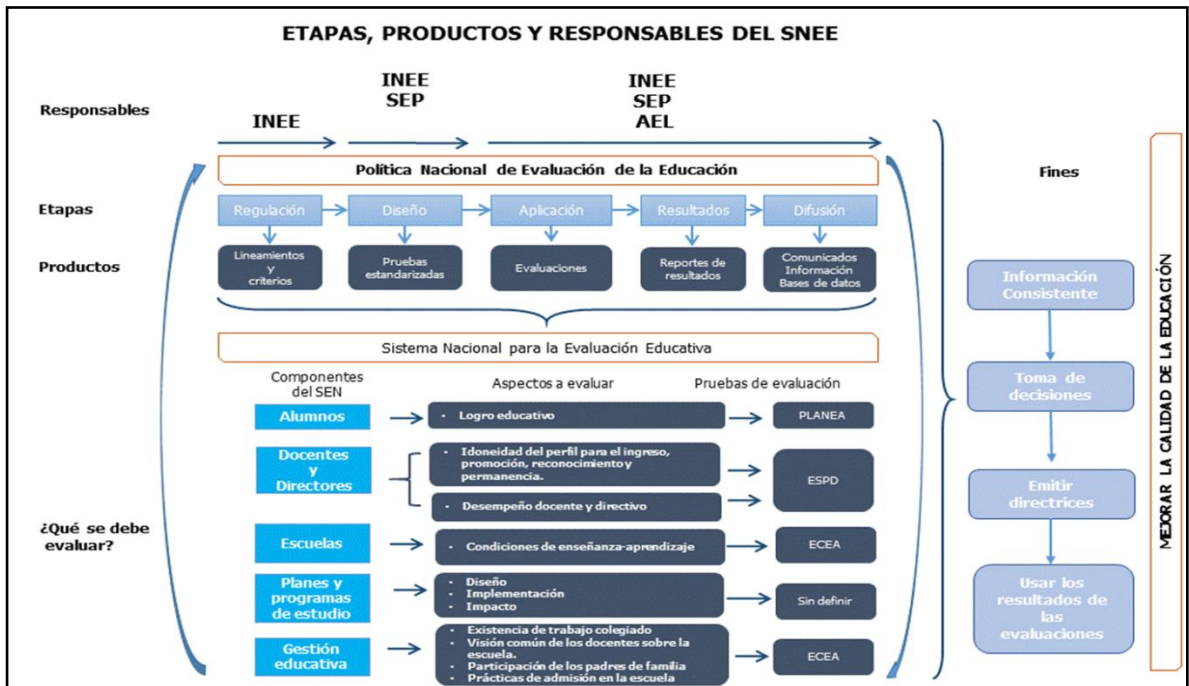 ETAPAS, PRODUCTOS Y RESPONSABLES DEL SNEE
Responsables
INEE
INEE
SEP
INEE
SEP
AEL
Política Nacional de Evaluación de la Educación
Etapas
Regulación
Diseño
Aplicación
Resultados
Difusión
Productos
Lineamientos
y
criterios
Pruebas
estandarizadas
Evaluaciones
Reportes de
resultados
Comunicados
Información
Bases de datos
Sistema Nacional para la Evaluación Educativa
¿Qué se debe
evaluar?
Componentes
del SEN
Aspectos a evaluar
Pruebas de evaluación
Alumnos
• Logro educativo
PLANEA
Docentes
y
Directores
• Idoneidad del perfil para el ingreso,
promoción, reconocimiento y
permanencia.
• Desempeño docente y directivo
ESPD
Escuelas
• Condiciones de enseñanza-aprendizaje
ECEA
Planes y
programas
de estudio
• Diseño
• Implementación
• Impacto
Sin definir
Gestión
educativa
• Existencia de trabajo colegiado
• Visión común de los docentes sobre la
escuela.
• Participación de los padres de familia
• Prácticas de admisión en la escuela
ECEA
Fines
Información
Consistente
Toma de
decisiones
Emitir
directrices
Usar los
resultados de
las
evaluaciones
MEJORAR LA CALIDAD DE LA EDUCACIÓN